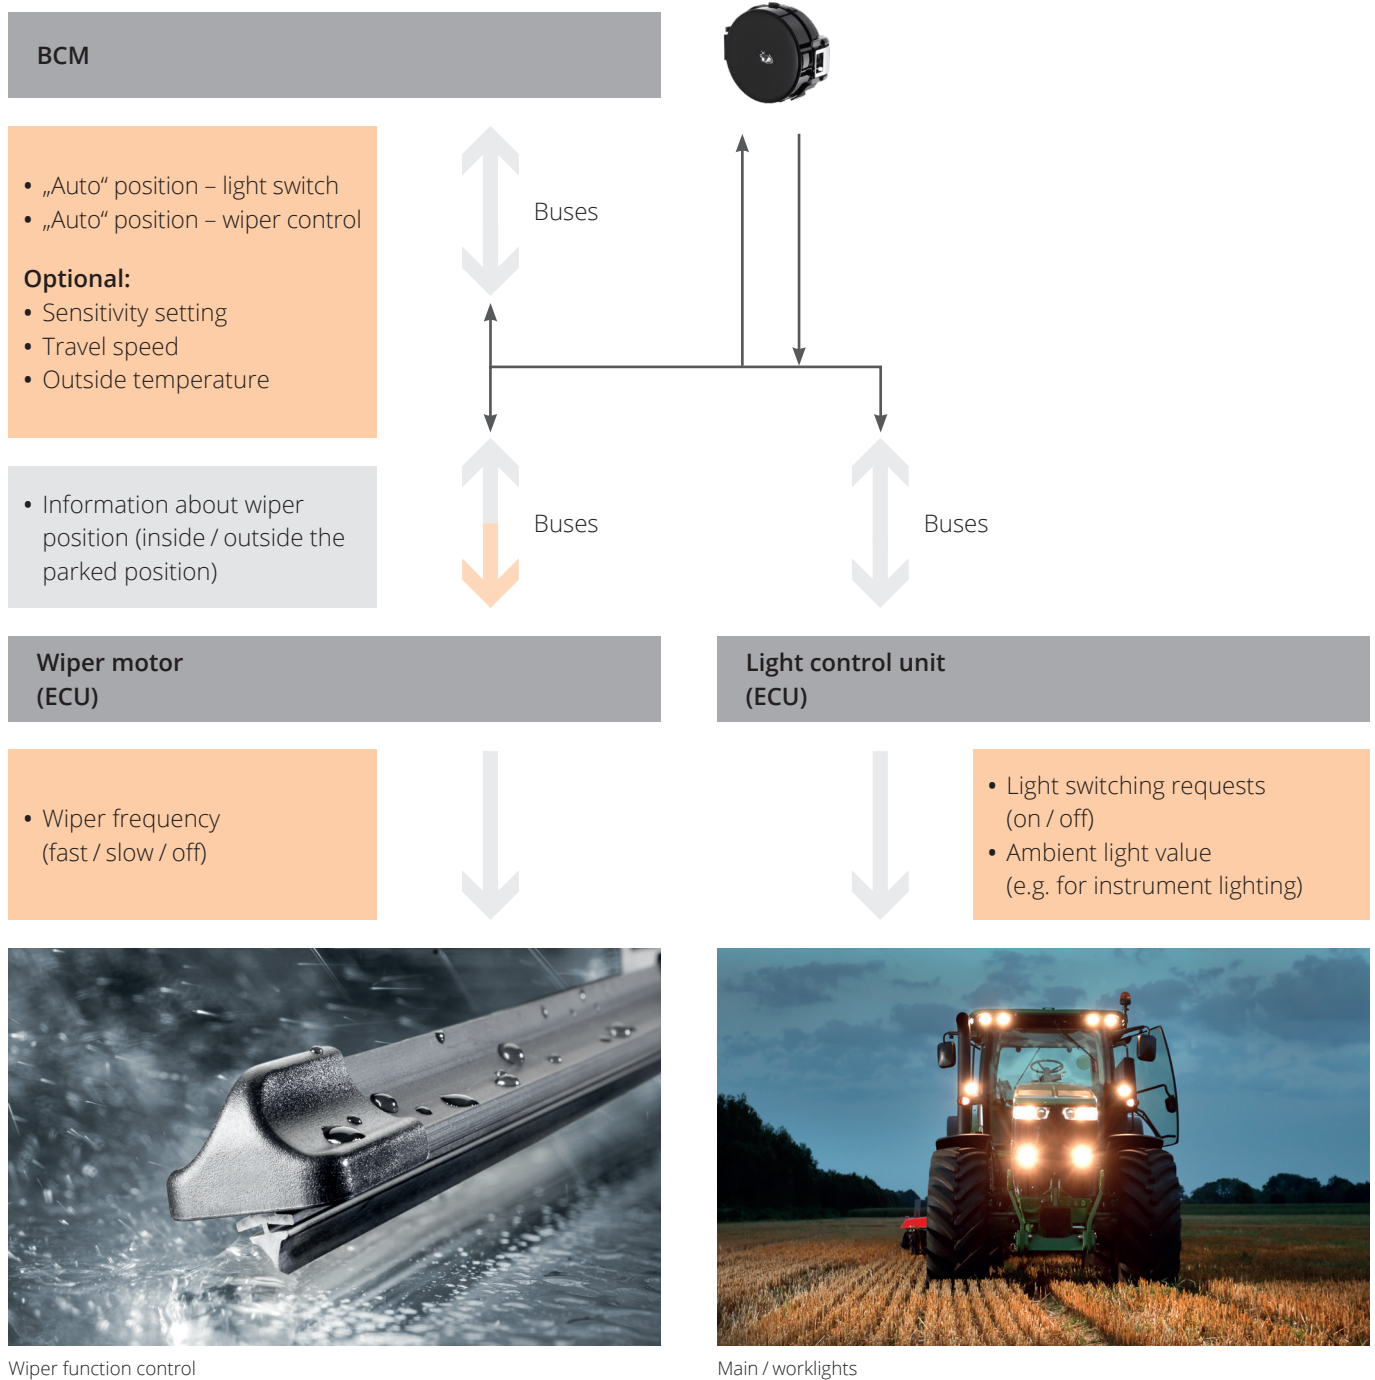 BCM
• „Auto“ position – light switch
• „Auto“ position – wiper control
Optional:
• Sensitivity setting
• Travel speed
• Outside temperature
Buses
• Information about wiper
position (inside / outside the
parked position)
Buses
Buses
Wiper motor
(ECU)
Light control unit
(ECU)
• Wiper frequency
(fast / slow / off)
• Light switching requests
(on / off)
• Ambient light value
(e.g. for instrument lighting)
Wiper function control
Main / worklights